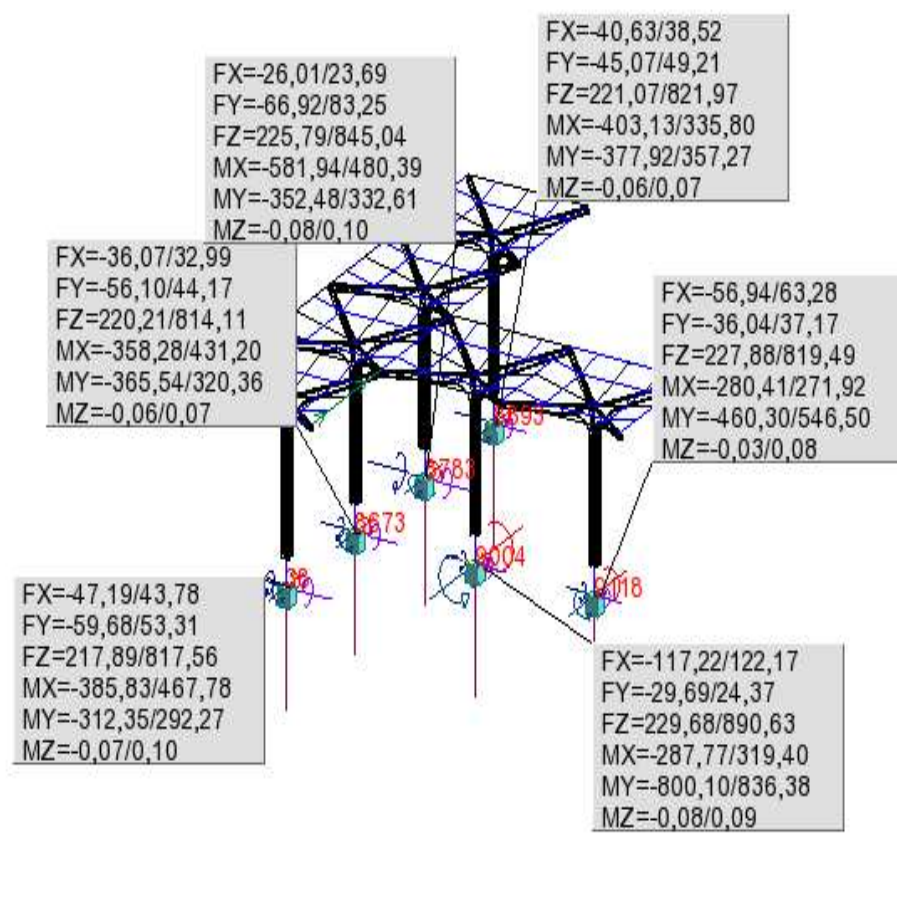 FX=-40,63/38,52
FY=-45,07/49,21
FZ=221,07/821,97
MX=-403,13/335,80
MY=-377,92/357,27
MZ=-0,06/0,07
FX=-26,01/23,69
FY=-66,92/83,25
FZ=225,79/845,04
MX=-581,94/480,39
MY=-352,48/332,61
MZ=-0,08/0,10
FX=-36,07/32,99
FY=-56,10/44,17
FZ=220,21/814,11
MX=-358,28/431,20
MY=-365,54/320,36
MZ=-0,06/0,07
FX=-56,94/63,28
FY=-36,04/37,17
FZ=227,88/819,49
MX=-280,41/271,92
MY=-460,30/546,50
MZ=-0,03/0,08
FX=-47,19/43,78
FY=-59,68/53,31
FZ=217,89/817,56
MX=-385,83/467,78
MY=-312,35/292,27
MZ=-0,07/0,10
FX=-117,22/122,17
FY=-29,69/24,37
FZ=229,68/890,63
MX=-287,77/319,40
MY=-800,10/836,38
MZ=-0,08/0,09